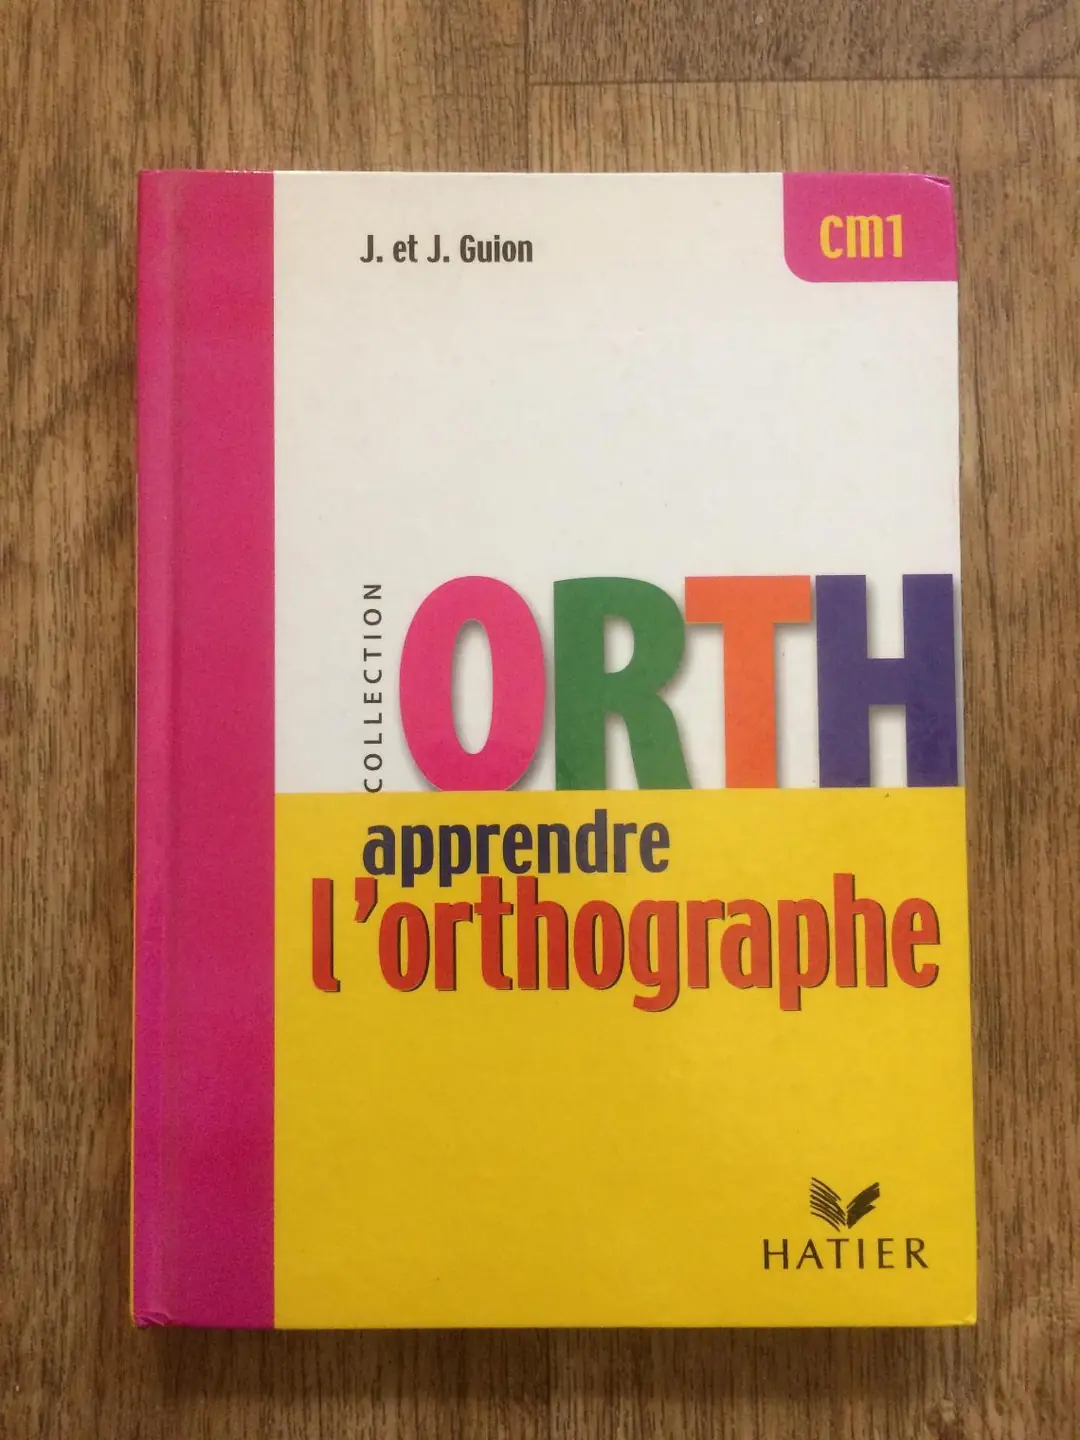 J. et J. Guion
CM1
COLLECTION
ORTH
apprendre
l'orthographe
HATIER